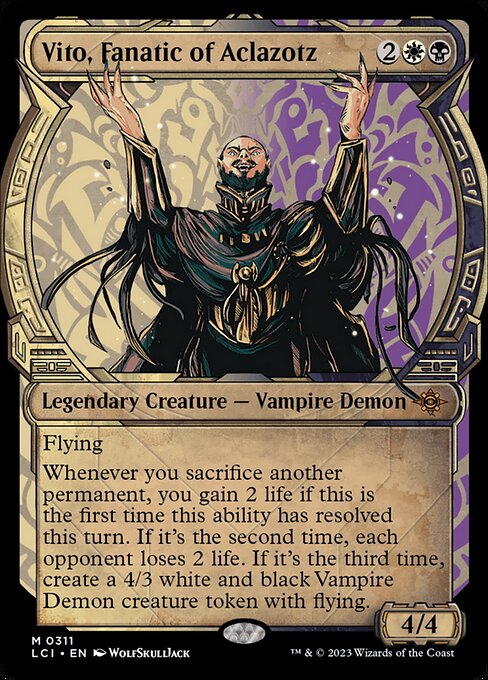 Vito, Fanatic of Aclazotz 2
Legendary Creature — Vampire Demon
Flying
Whenever you sacrifice another
permanent, you gain 2 life if this is
the first time this ability has resolved
this turn. If it's the second time, each
opponent loses 2 life. If it's the third time,
create a 4/3 white and black Vampire
Demon creature token with flying.
4/4
M 0311
LCI • EN WolfSkullJack
™ & © 2023 Wizards of the Coast